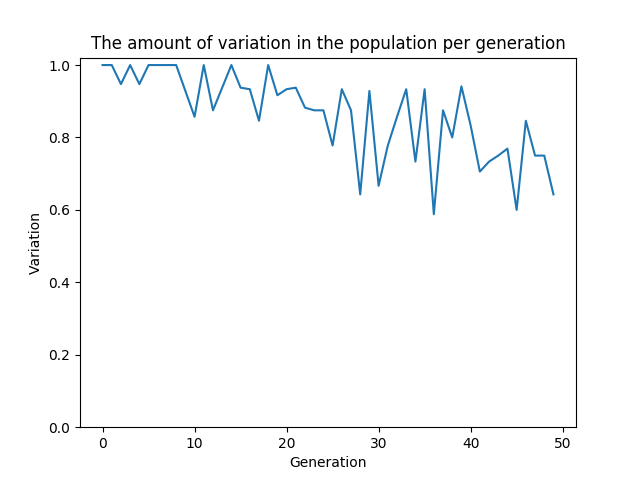 The amount of variation in the population per generation
1.0
0.8
0.6
0.4
0.2
0.0
Variation
0 10 20 30 40 50
Generation